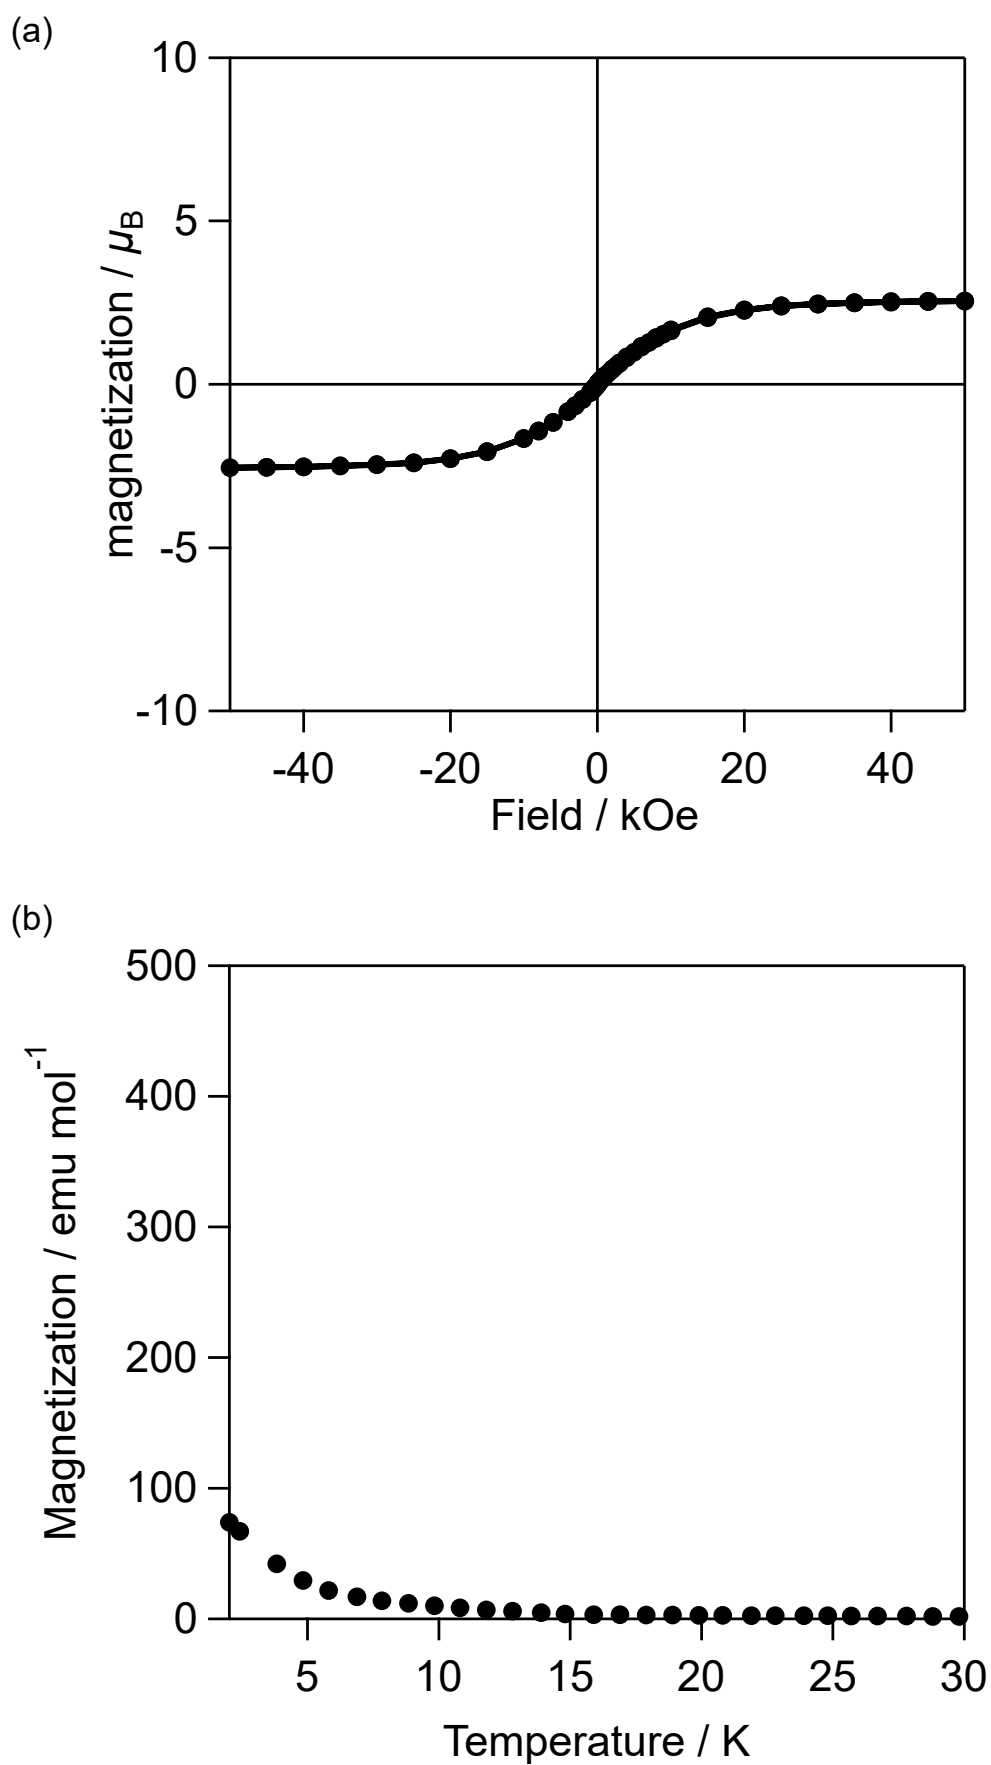 (a)
10
5
0
-5
-10
magnetization / μB
-40 -20 0 20 40
Field / kOe
(b)
500
400
300
200
100
0
Magnetization / emu mol-1
5 10 15 20 25 30
Temperature / K